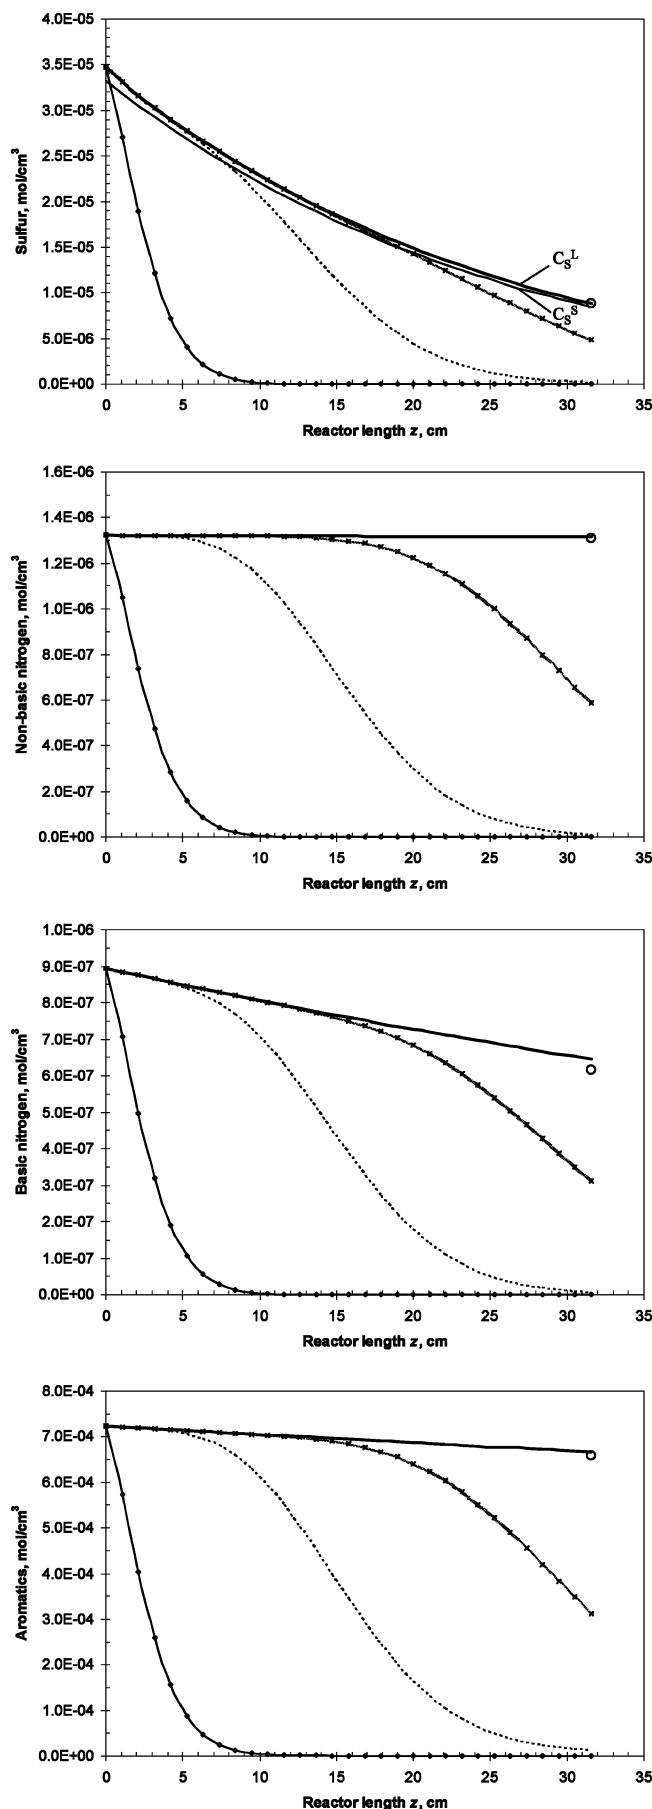 4.0E-05
3.5E-05
3.0E-05
2.5E-05
2.0E-05
1.5E-05
1.0E-05
5.0E-06
0.0E+00
Sulfur, mol/cm³
C_S^L
C_S^S
0 5 10 15 20 25 30 35
Reactor length z, cm
1.6E-06
1.4E-06
1.2E-06
1.0E-06
8.0E-07
6.0E-07
4.0E-07
2.0E-07
0.0E+00
Non-basic nitrogen, mol/cm³
0 5 10 15 20 25 30 35
Reactor length z, cm
1.0E-06
9.0E-07
8.0E-07
7.0E-07
6.0E-07
5.0E-07
4.0E-07
3.0E-07
2.0E-07
1.0E-07
0.0E+00
Basic nitrogen, mol/cm³
0 5 10 15 20 25 30 35
Reactor length z, cm
8.0E-04
7.0E-04
6.0E-04
5.0E-04
4.0E-04
3.0E-04
2.0E-04
1.0E-04
0.0E+00
Aromatics, mol/cm³
0 5 10 15 20 25 30 35
Reactor length z, cm